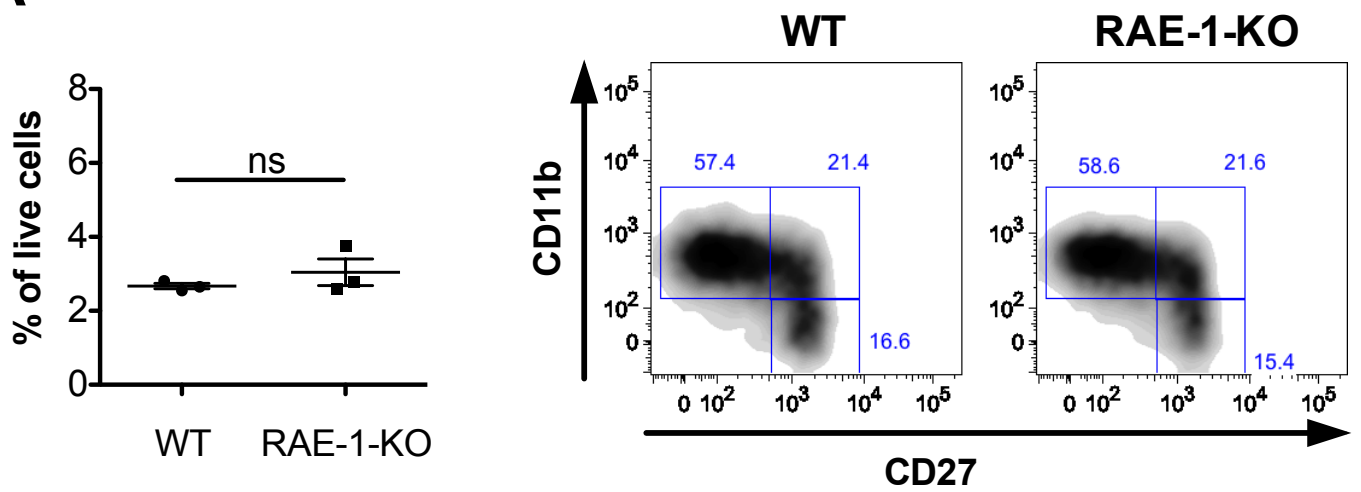 % of live cells
8
6
4
2
0
ns
WT
RAE-1-KO
WT
RAE-1-KO
CD11b
10⁵
10⁴
10³
10²
0
57.4
21.4
16.6
0 10² 10³ 10⁴ 10⁵
10⁵
10⁴
10³
10²
0
58.6
21.6
15.4
0 10² 10³ 10⁴ 10⁵
CD27